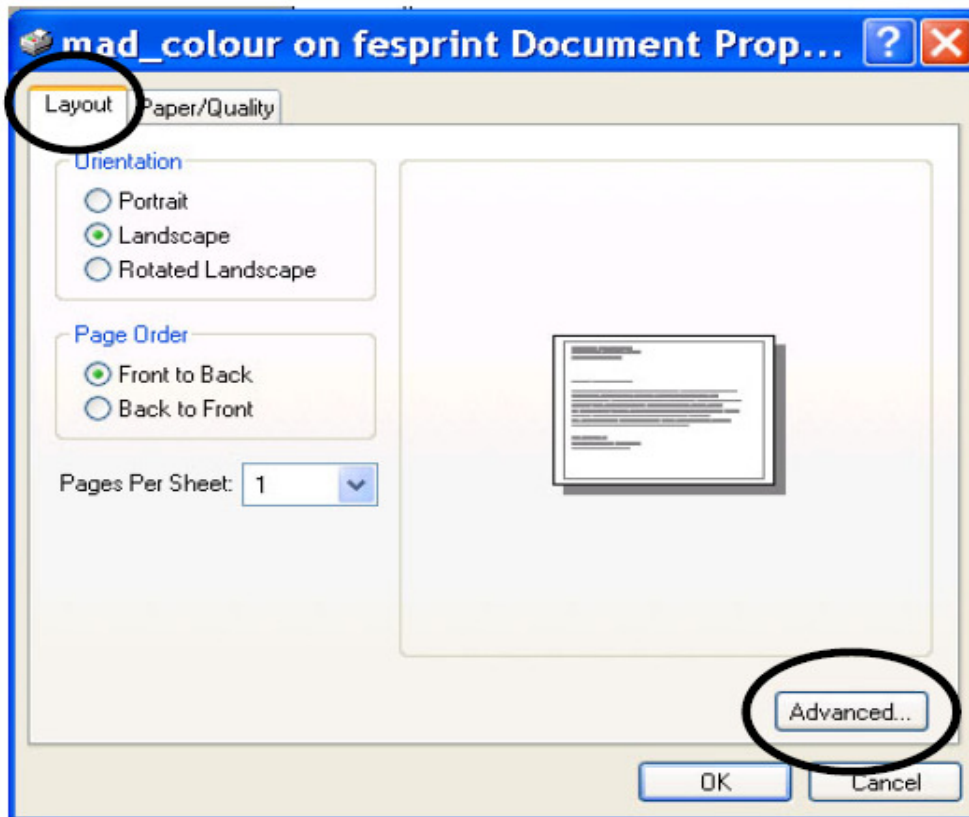 mad_colour on fesprint Document Prop...
Layout Paper/Quality
Orientation
Portrait
Landscape
Rotated Landscape
Page Order
Front to Back
Back to Front
Pages Per Sheet: 1
Advanced...
OK Cancel